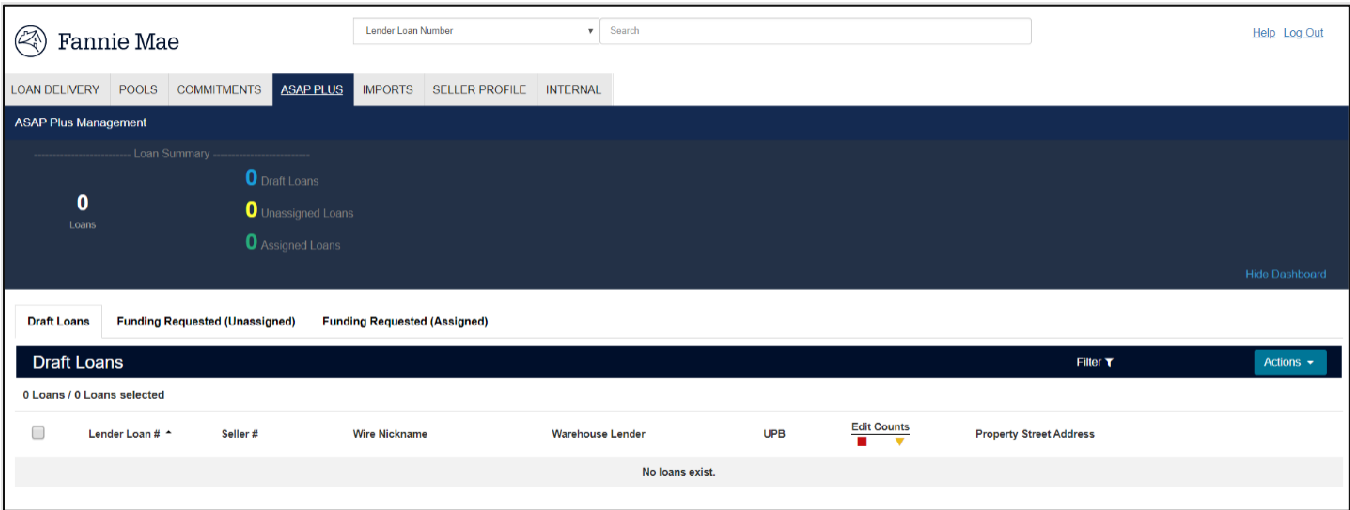 Fannie Mae
Lender Loan Number
Search
Help Log Out
LOAN DELIVERY POOLS COMMITMENTS ASAP PLUS IMPORTS SELLER PROFILE INTERNAL
ASAP Plus Management
-------------------------- Loan Summary --------------------------
0 Draft Loans
0
Loans
0 Unassigned Loans
0 Assigned Loans
Hide Dashboard
Draft Loans Funding Requested (Unassigned) Funding Requested (Assigned)
Draft Loans Filter Actions
0 Loans / 0 Loans selected
Lender Loan # Seller # Wire Nickname Warehouse Lender UPB Edit Counts Property Street Address
No loans exist.